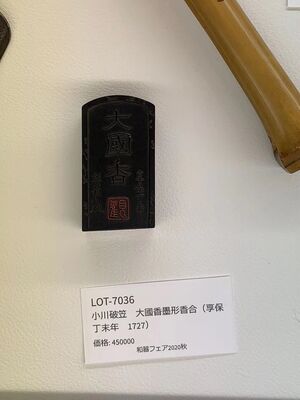 大國香
LOT-7036
小川破笠　大國香墨形香合（享保
丁未年　1727）
価格: 450000
和骸フェア2020秋